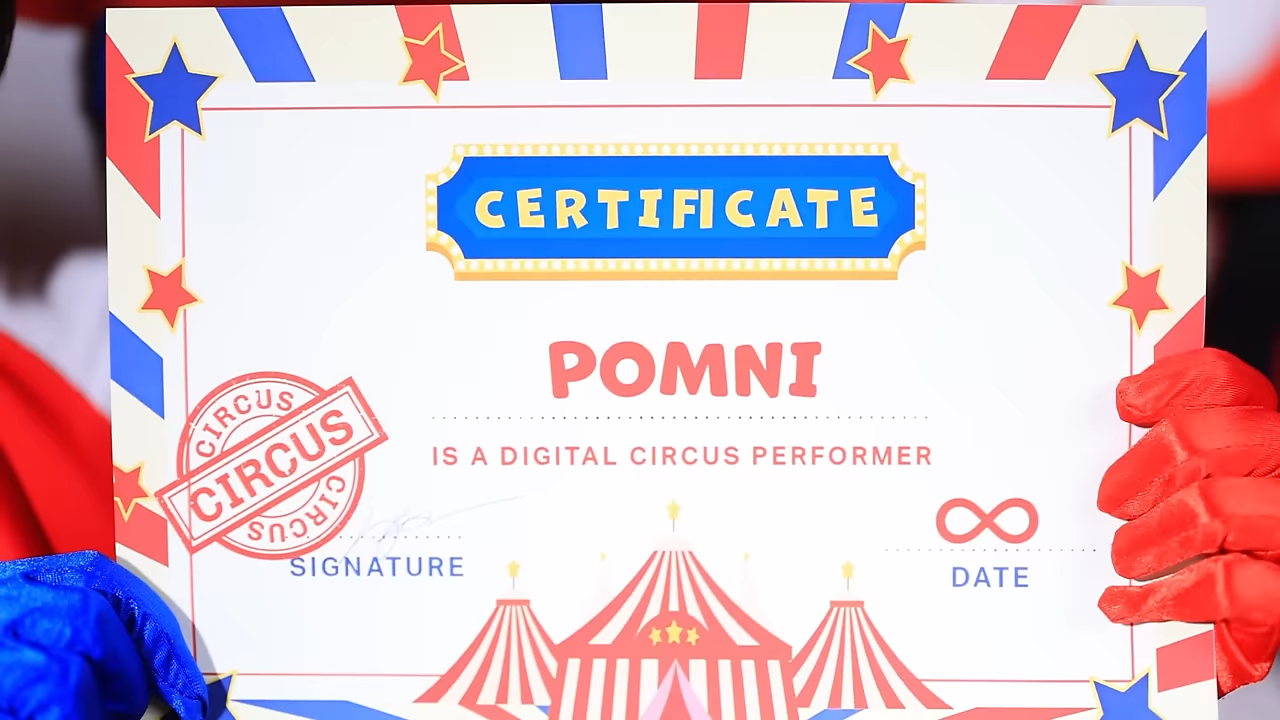 CERTIFICATE
POMNI
IS A DIGITAL CIRCUS PERFORMER
CIRCUS
CIRCUS
CIRCUS
SIGNATURE
∞
DATE